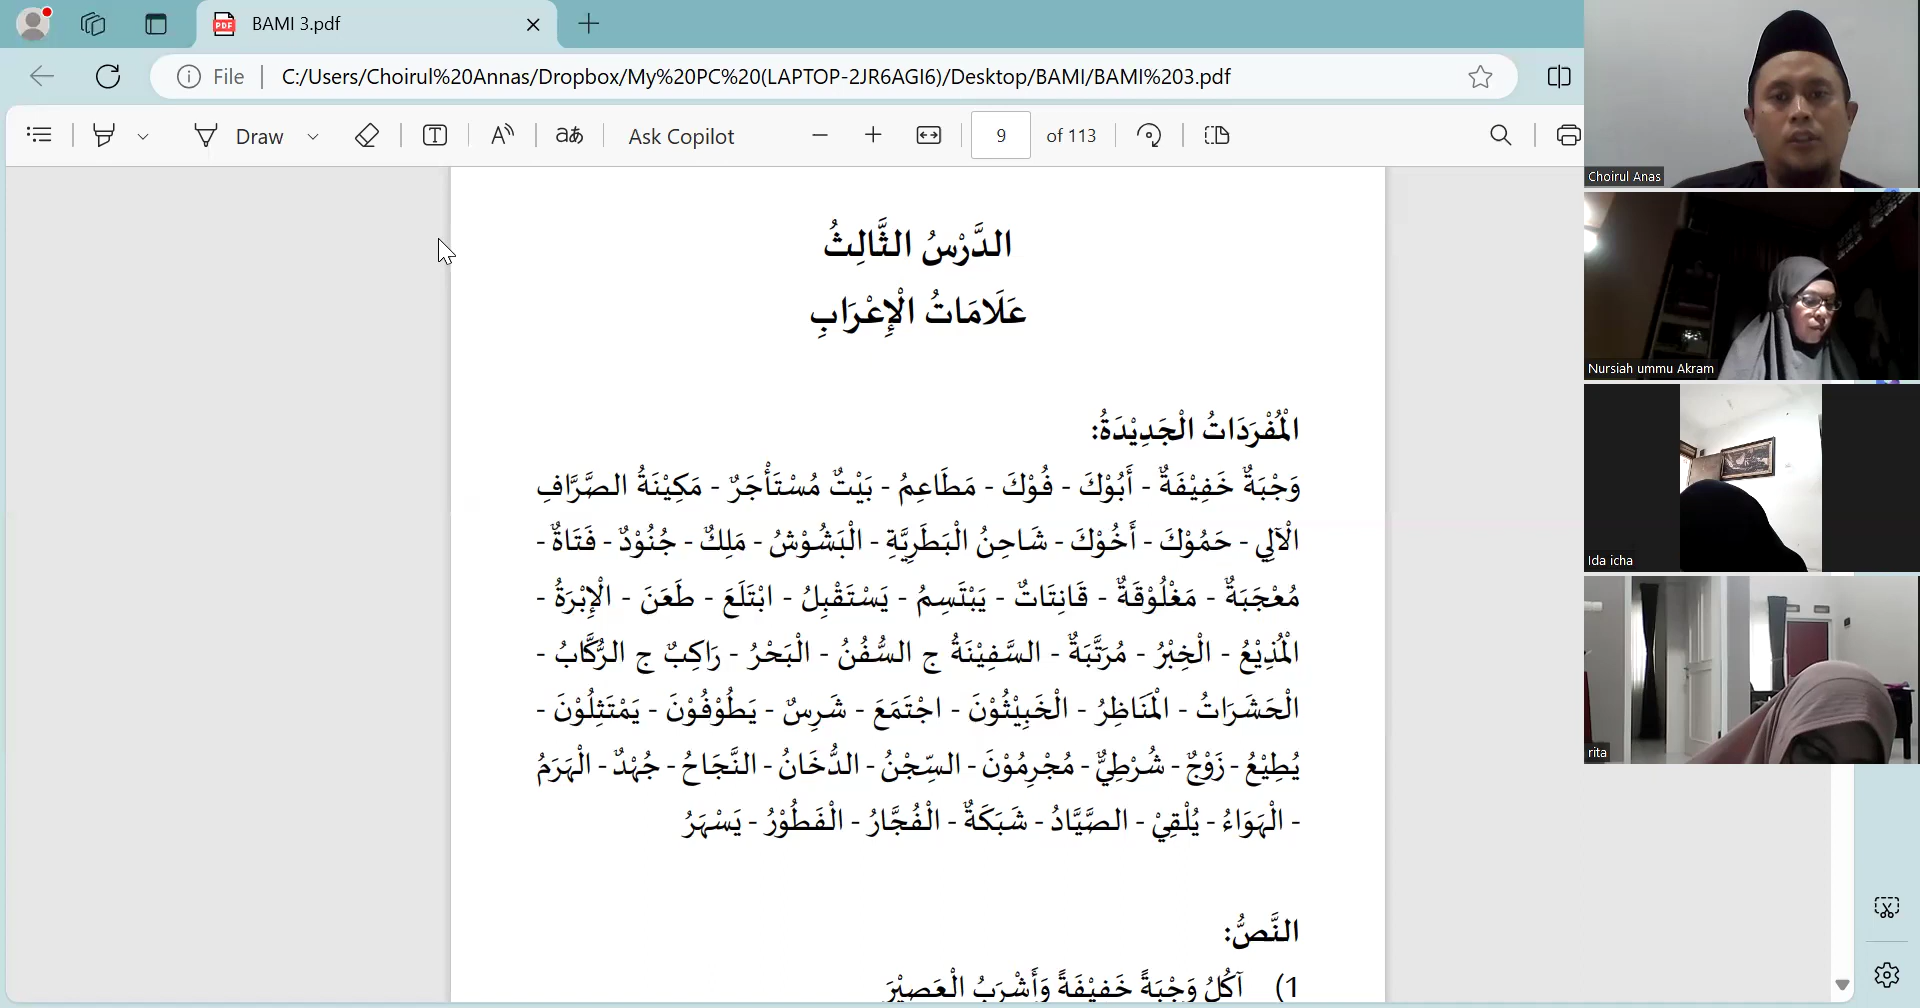 BAMI 3.pdf
File
C:/Users/Choirul%20Annas/Dropbox/My%20PC%20(LAPTOP-2JR6AGI6)/Desktop/BAMI/BAMI%203.pdf
Draw
Ask Copilot
9
of 113
الدَّرْسُ الثَّالِثُ
عَلَامَاتُ الْإِعْرَابِ
الْمُفْرَدَاتُ الْجَدِيْدَةُ:
وَجْبَةٌ خَفِيْفَةٌ - أَبُوْكَ - فُوْكَ - مَطَاعِمُ - بَيْتٌ مُسْتَأْجَرٌ - مَكِيْنَةُ الصَّرَّافِ
الْآلِي - حَمُوْكَ - أَخُوْكَ - شَاحِنُ الْبَطَرِيَّةِ - الْبَشُوْشُ - مَلِكٌ - جُنُوْدٌ - فَتَاةٌ -
مُعْجَبَةٌ - مَغْلُوْقَةٌ - قَانِتَاتٌ - يَبْتَسِمُ - يَسْتَقْبِلُ - ابْتَلَعَ - طَعَنَ - الْإِبْرَةُ -
الْمُذِيْعُ - الْخِبْرُ - مُرَتَّبَةٌ - السَّفِيْنَةُ ج السُّفُنُ - الْبَحْرُ - رَاكِبٌ ج الرُّكَّابُ -
الْحَشَرَاتُ - الْمَنَاظِرُ - الْخَبِيْثُوْنَ - اجْتَمَعَ - شَرِسٌ - يَطُوْفُوْنَ - يَمْتَثِلُوْنَ -
يُطِيْعُ - زَوْجٌ - شُرْطِيٌّ - مُجْرِمُوْنَ - السِّجْنُ - الدُّخَانُ - النَّجَاحُ - جُهْدٌ - الْهَرَمُ
- الْهَوَاءُ - يُلْقِيْ - الصَّيَّادُ - شَبَكَةٌ - الْفُجَّارُ - الْفَطُوْرُ - يَسْهَرُ
النَّصُّ:
1) آكُلُ وَجْبَةً خَفِيْفَةً وَأَشْرَبُ الْعَصِيْرَ
Choirul Anas
Nursiah ummu Akram
Ida icha
rita